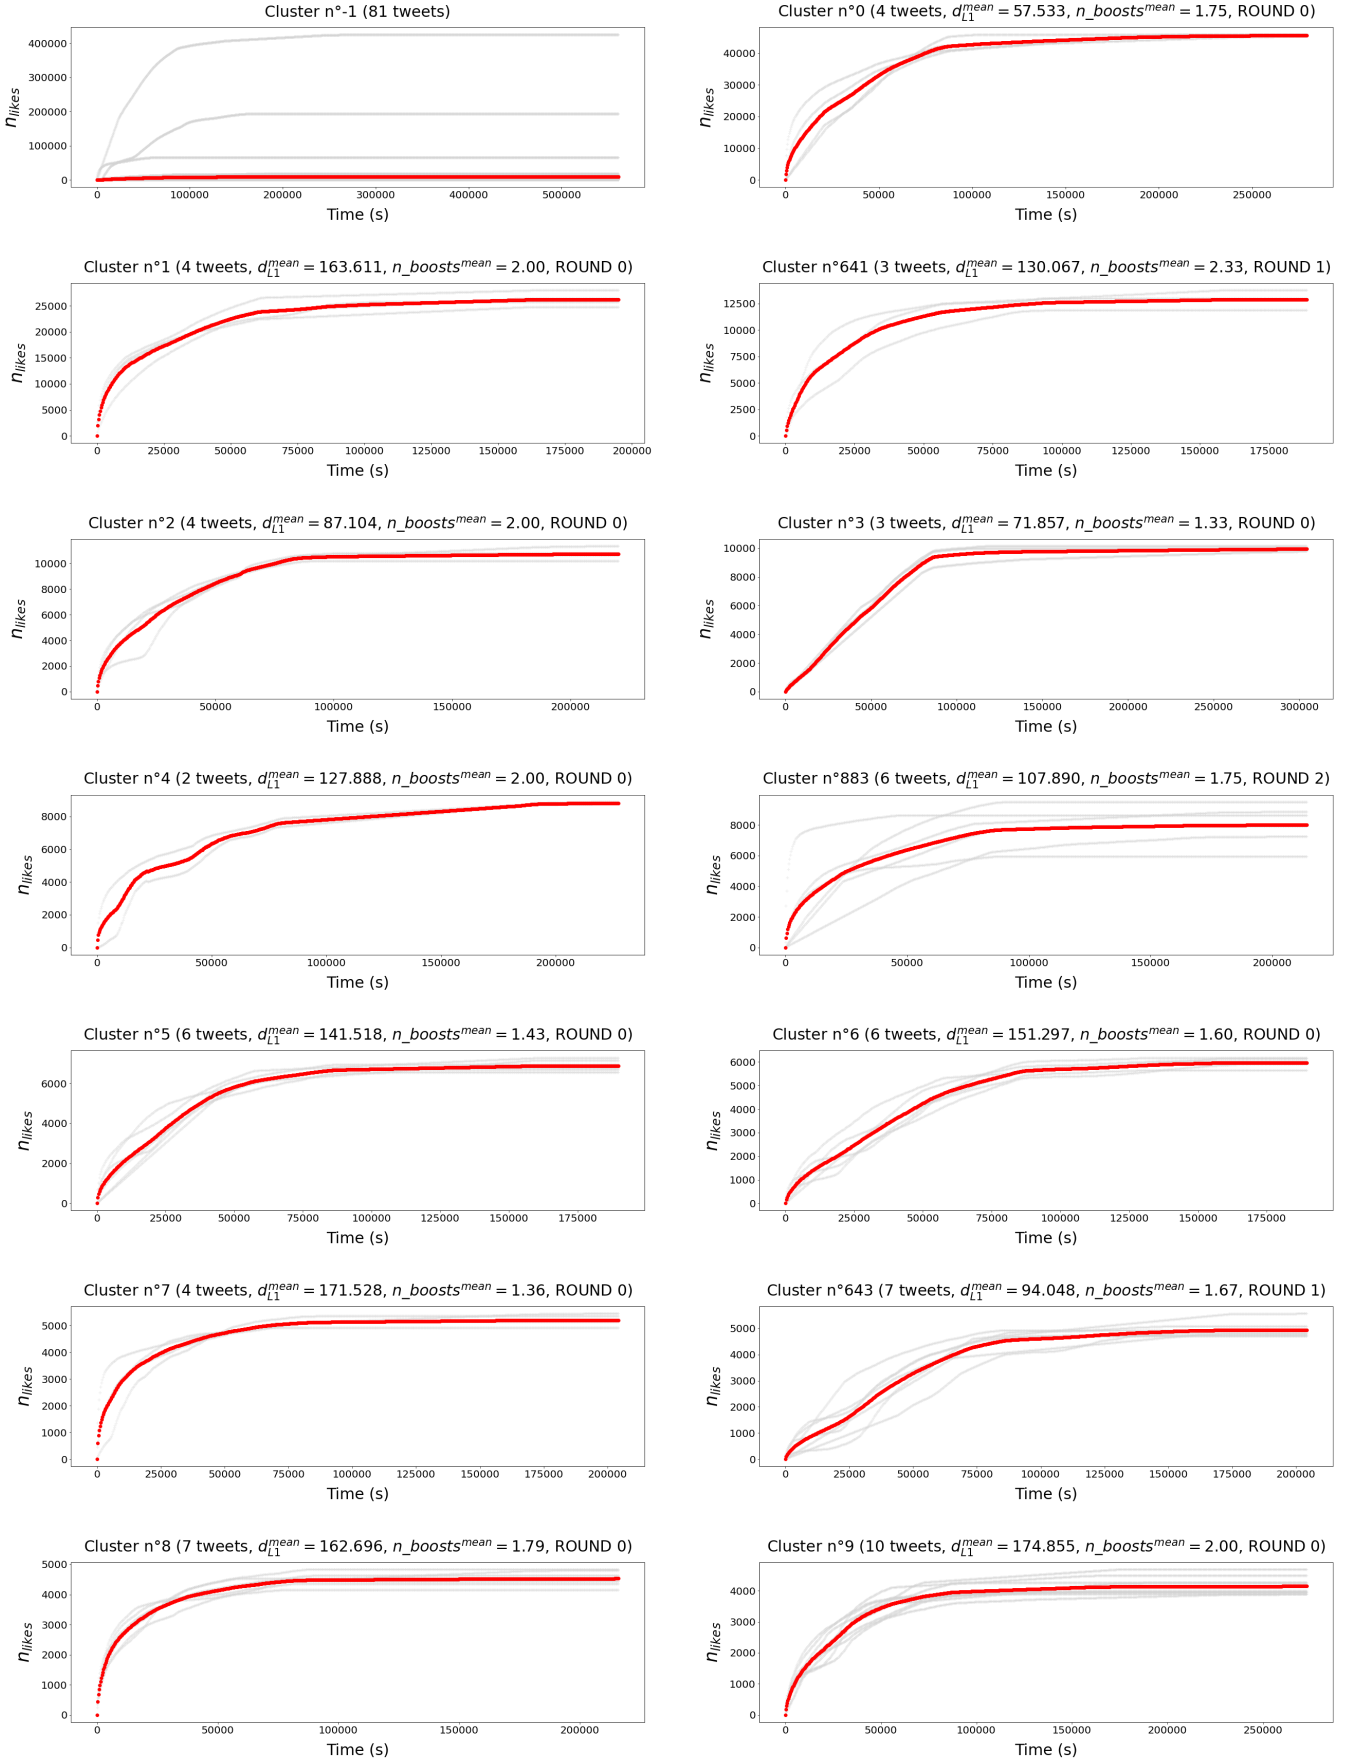 Cluster n°-1 (81 tweets)
400000
300000
200000
100000
0
n_likes
0 100000 200000 300000 400000 500000
Time (s)
Cluster n°0 (4 tweets, d_L1^mean = 57.533, n_boosts^mean = 1.75, ROUND 0)
40000
30000
20000
10000
0
n_likes
0 50000 100000 150000 200000 250000
Time (s)
Cluster n°1 (4 tweets, d_L1^mean = 163.611, n_boosts^mean = 2.00, ROUND 0)
25000
20000
15000
10000
5000
0
n_likes
0 25000 50000 75000 100000 125000 150000 175000 200000
Time (s)
Cluster n°641 (3 tweets, d_L1^mean = 130.067, n_boosts^mean = 2.33, ROUND 1)
12500
10000
7500
5000
2500
0
n_likes
0 25000 50000 75000 100000 125000 150000 175000
Time (s)
Cluster n°2 (4 tweets, d_L1^mean = 87.104, n_boosts^mean = 2.00, ROUND 0)
10000
8000
6000
4000
2000
0
n_likes
0 50000 100000 150000 200000
Time (s)
Cluster n°3 (3 tweets, d_L1^mean = 71.857, n_boosts^mean = 1.33, ROUND 0)
10000
8000
6000
4000
2000
0
n_likes
0 50000 100000 150000 200000 250000 300000
Time (s)
Cluster n°4 (2 tweets, d_L1^mean = 127.888, n_boosts^mean = 2.00, ROUND 0)
8000
6000
4000
2000
0
n_likes
0 50000 100000 150000 200000
Time (s)
Cluster n°883 (6 tweets, d_L1^mean = 107.890, n_boosts^mean = 1.75, ROUND 2)
8000
6000
4000
2000
0
n_likes
0 50000 100000 150000 200000
Time (s)
Cluster n°5 (6 tweets, d_L1^mean = 141.518, n_boosts^mean = 1.43, ROUND 0)
6000
4000
2000
0
n_likes
0 25000 50000 75000 100000 125000 150000 175000
Time (s)
Cluster n°6 (6 tweets, d_L1^mean = 151.297, n_boosts^mean = 1.60, ROUND 0)
6000
5000
4000
3000
2000
1000
0
n_likes
0 25000 50000 75000 100000 125000 150000 175000
Time (s)
Cluster n°7 (4 tweets, d_L1^mean = 171.528, n_boosts^mean = 1.36, ROUND 0)
5000
4000
3000
2000
1000
0
n_likes
0 25000 50000 75000 100000 125000 150000 175000 200000
Time (s)
Cluster n°643 (7 tweets, d_L1^mean = 94.048, n_boosts^mean = 1.67, ROUND 1)
5000
4000
3000
2000
1000
0
n_likes
0 25000 50000 75000 100000 125000 150000 175000 200000
Time (s)
Cluster n°8 (7 tweets, d_L1^mean = 162.696, n_boosts^mean = 1.79, ROUND 0)
5000
4000
3000
2000
1000
0
n_likes
0 50000 100000 150000 200000
Time (s)
Cluster n°9 (10 tweets, d_L1^mean = 174.855, n_boosts^mean = 2.00, ROUND 0)
4000
3000
2000
1000
0
n_likes
0 50000 100000 150000 200000 250000
Time (s)